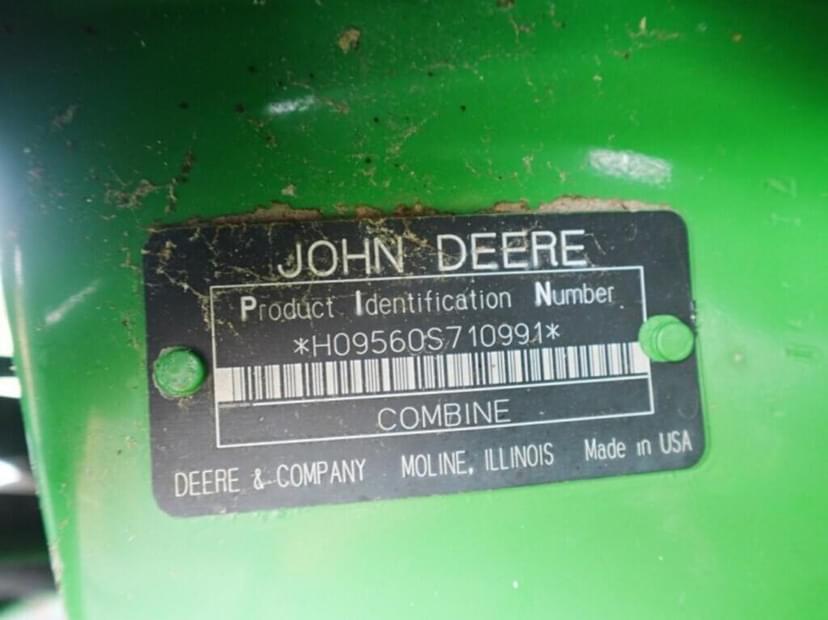 JOHN DEERE
Product Identification Number
*H09560S710991*
COMBINE
DEERE & COMPANY MOLINE, ILLINOIS Made in USA